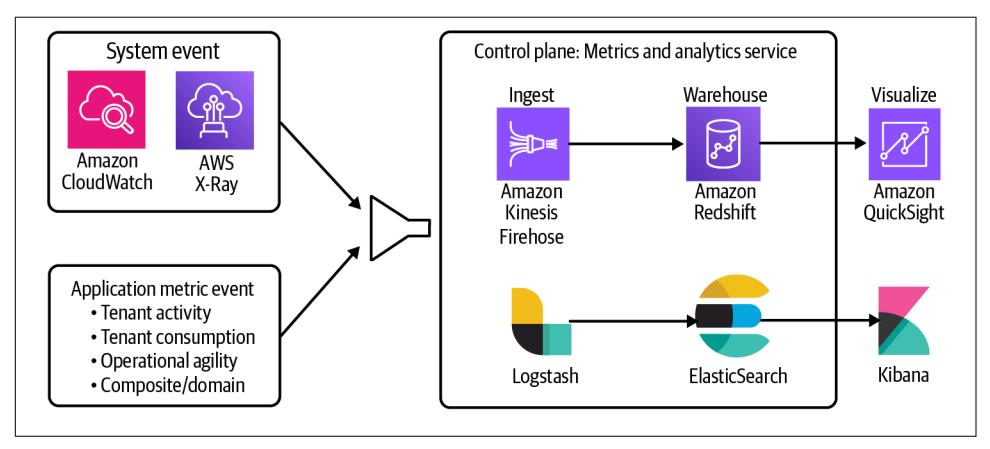 System event
Amazon
CloudWatch
AWS
X-Ray
Application metric event
• Tenant activity
• Tenant consumption
• Operational agility
• Composite/domain
Control plane: Metrics and analytics service
Ingest
Amazon
Kinesis
Firehose
Warehouse
Amazon
Redshift
Visualize
Amazon
QuickSight
Logstash
ElasticSearch
Kibana